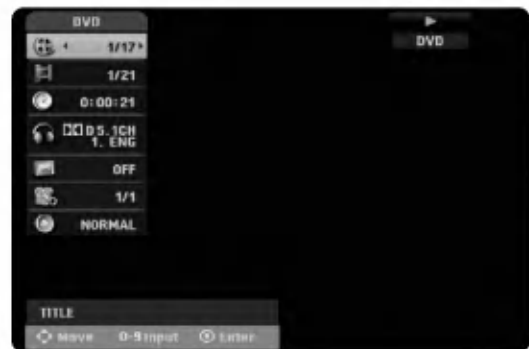 DVD
1/17
1/21
0:00:21
D 5.1CH
1. ENG
OFF
1/1
NORMAL
DVD
TITLE
Move 0-9 Input Enter